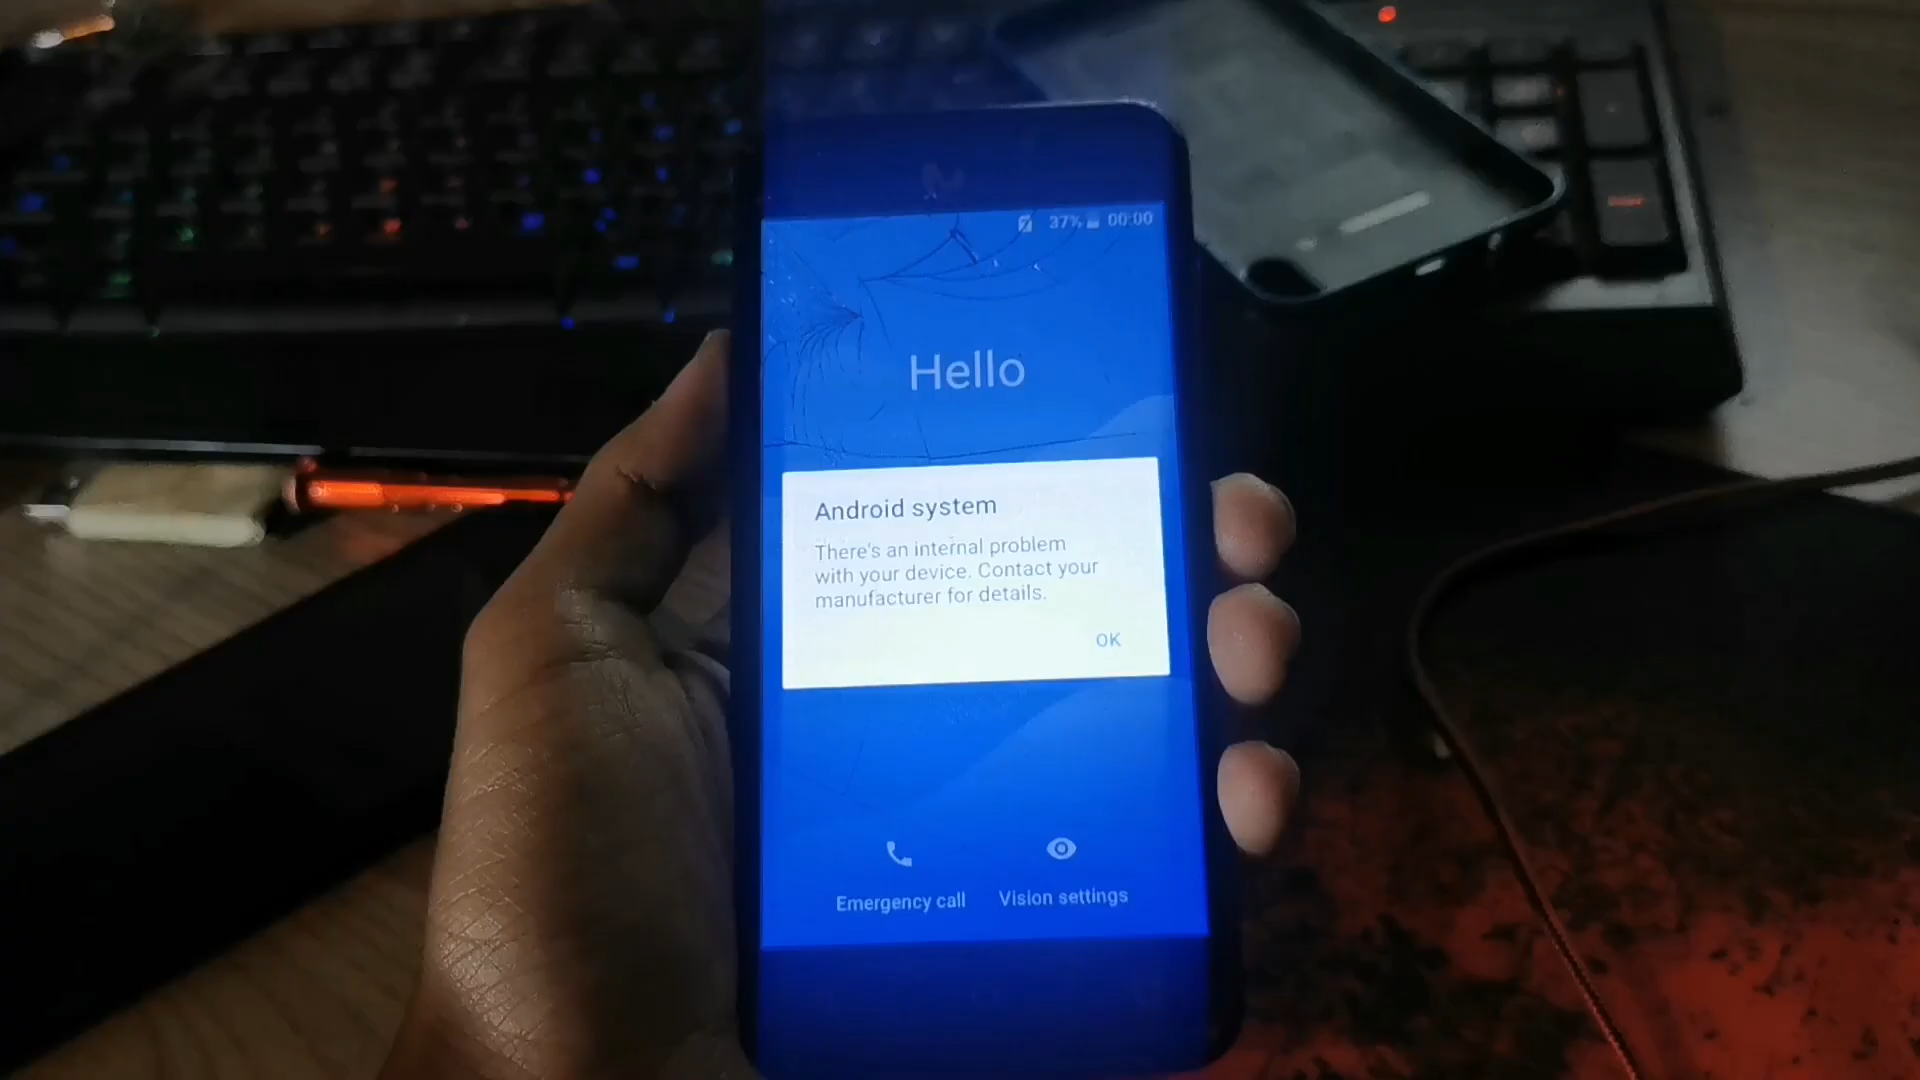 37% 00:00
Hello
Android system
There's an internal problem
with your device. Contact your
manufacturer for details.
OK
Emergency call
Vision settings